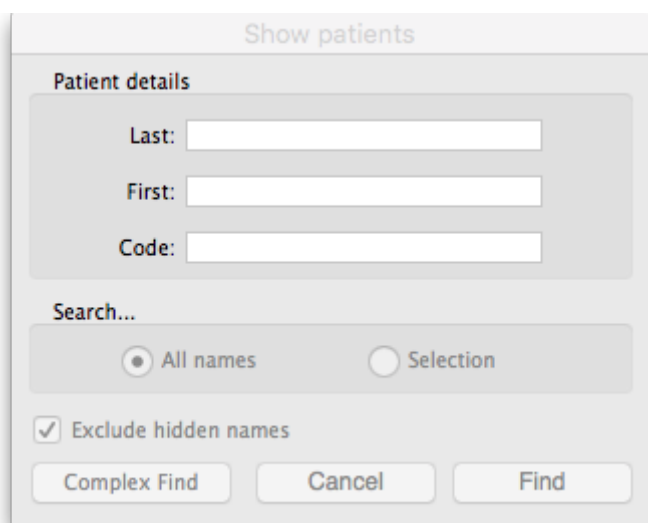 Show patients
Patient details
Last:
First:
Code:
Search...
All names Selection
Exclude hidden names
Complex Find Cancel Find